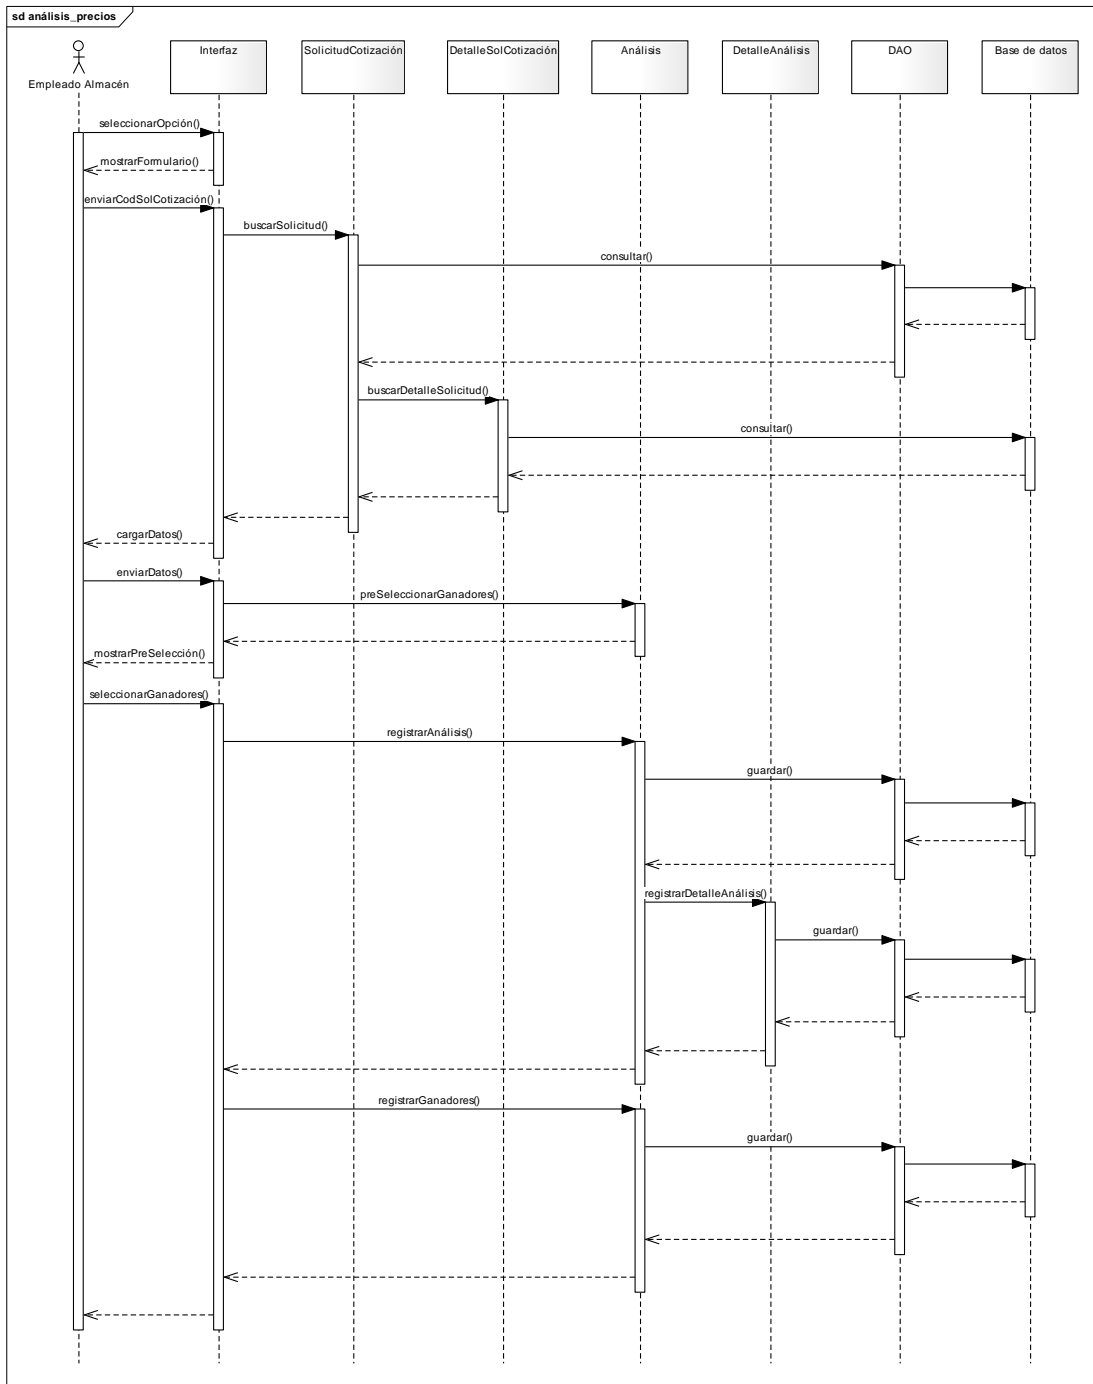 sd análisis_precios
Empleado Almacén
Interfaz
SolicitudCotización
DetalleSolCotización
Análisis
DetalleAnálisis
DAO
Base de datos
seleccionarOpción()
mostrarFormulario()
enviarCodSolCotización()
buscarSolicitud()
consultar()
buscarDetalleSolicitud()
consultar()
cargarDatos()
enviarDatos()
preSeleccionarGanadores()
mostrarPreSelección()
seleccionarGanadores()
registrarAnálisis()
guardar()
registrarDetalleAnálisis()
guardar()
registrarGanadores()
guardar()